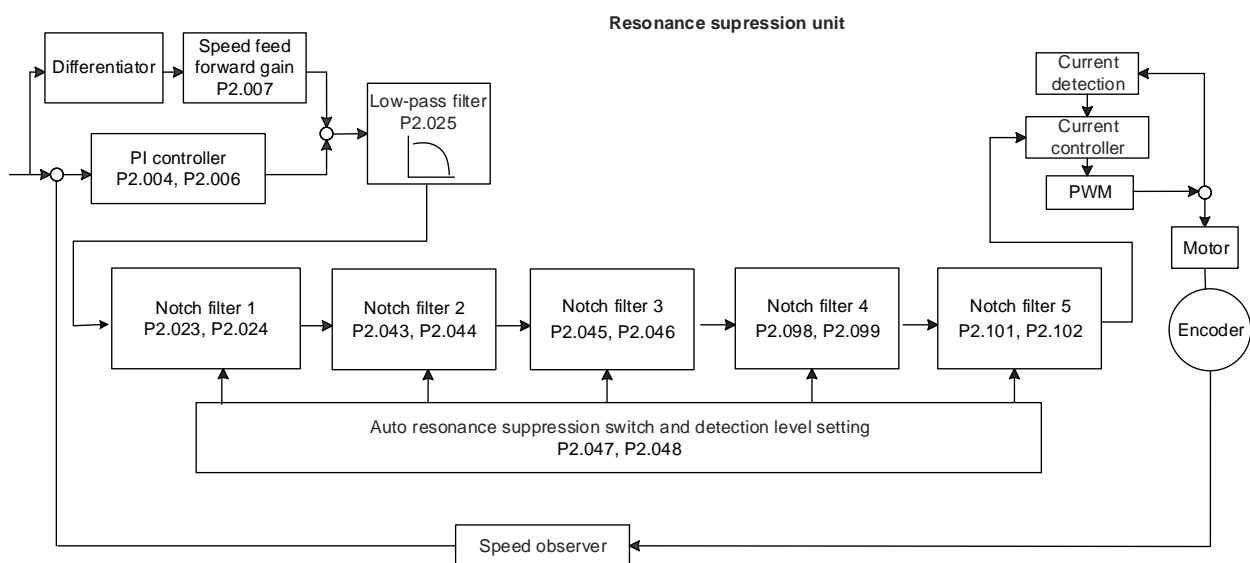 Resonance supression unit
Differentiator
Speed feed
forward gain
P2.007
Low-pass filter
P2.025
PI controller
P2.004, P2.006
Current
detection
Current
controller
PWM
Motor
Encoder
Notch filter 1
P2.023, P2.024
Notch filter 2
P2.043, P2.044
Notch filter 3
P2.045, P2.046
Notch filter 4
P2.098, P2.099
Notch filter 5
P2.101, P2.102
Auto resonance suppression switch and detection level setting
P2.047, P2.048
Speed observer